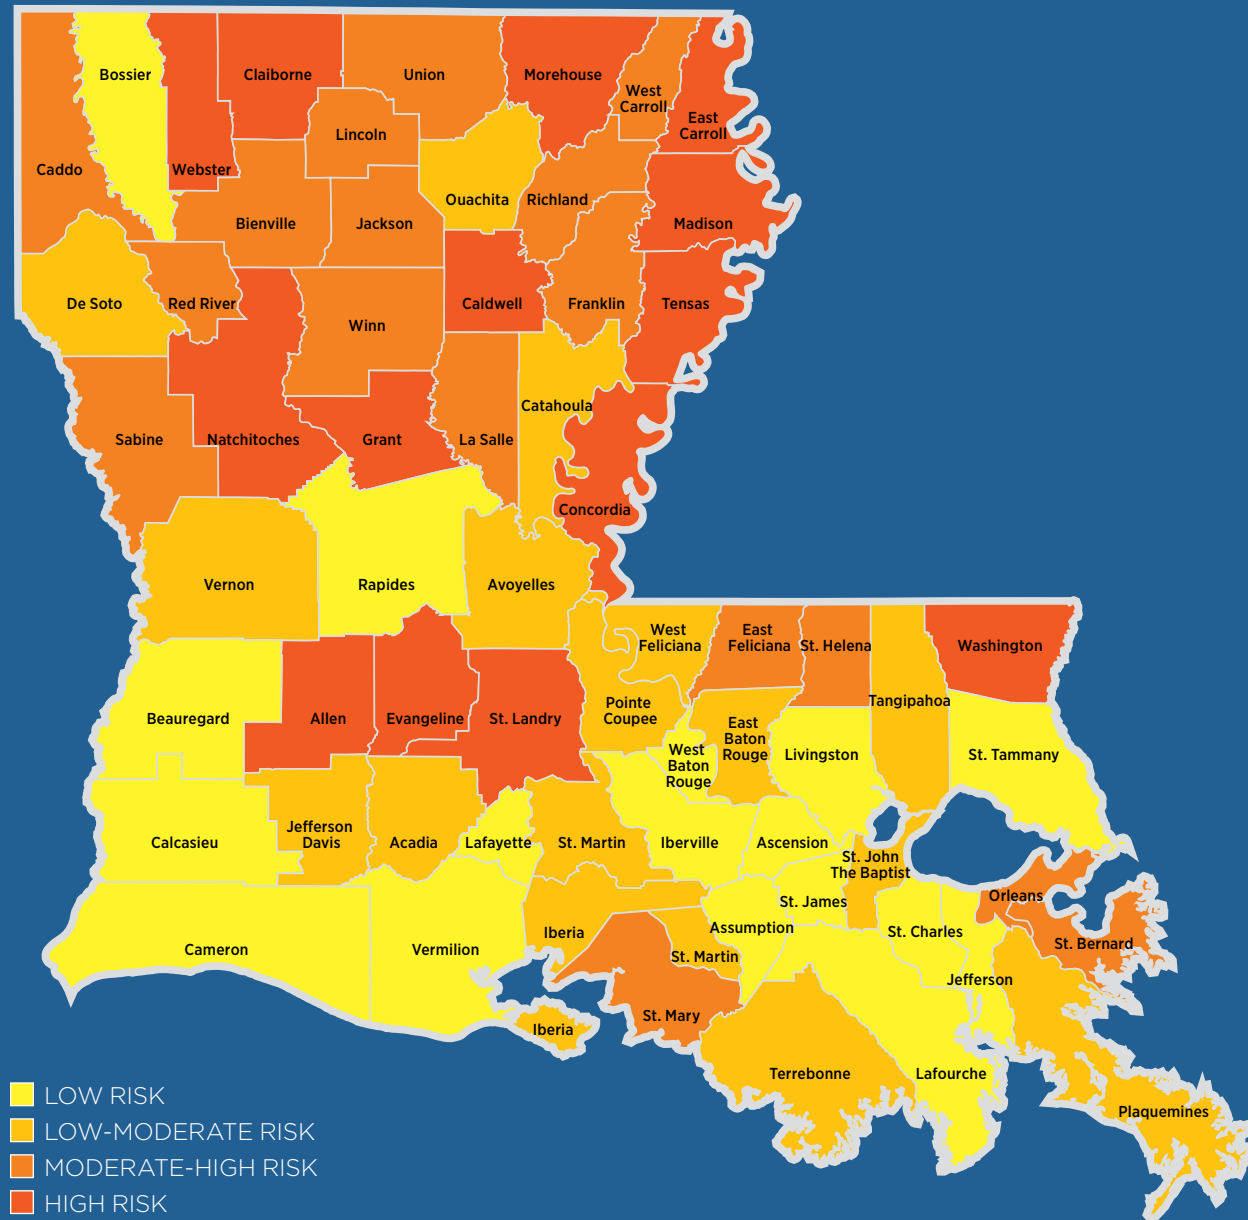 Bossier
Claiborne
Union
Morehouse
West
Carroll
East
Carroll
Lincoln
Caddo
Webster
Ouachita
Richland
Bienville
Jackson
Madison
De Soto
Red River
Caldwell
Franklin
Tensas
Winn
Catahoula
Sabine
Natchitoches
Grant
La Salle
Concordia
Vernon
Rapides
Avoyelles
West
Feliciana
East
Feliciana
St. Helena
Washington
Tangipahoa
Beauregard
Allen
Evangeline
St. Landry
Pointe
Coupee
East
Baton
Rouge
West
Baton
Rouge
Livingston
St. Tammany
Calcasieu
Jefferson
Davis
Acadia
Lafayette
St. Martin
Iberville
Ascension
St. John
The Baptist
St. James
Orleans
Assumption
St. Charles
St. Bernard
Cameron
Vermilion
Iberia
St. Martin
Jefferson
St. Mary
Iberia
Terrebonne
Lafourche
Plaquemines
LOW RISK
LOW-MODERATE RISK
MODERATE-HIGH RISK
HIGH RISK